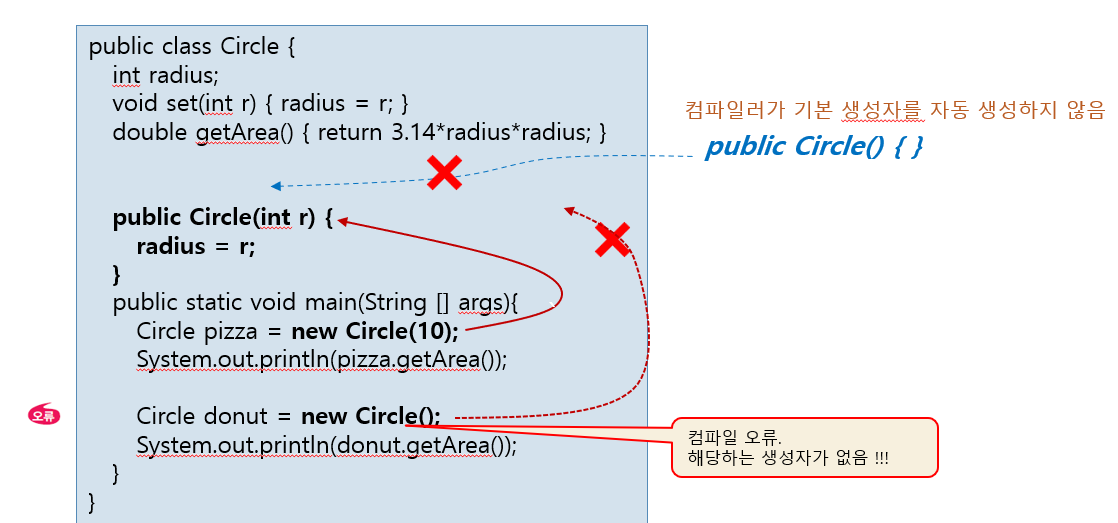 public class Circle {
int radius;
void set(int r) { radius = r; }
double getArea() { return 3.14*radius*radius; }
컴파일러가 기본 생성자를 자동 생성하지 않음
public Circle() { }
public Circle(int r) {
radius = r;
}
public static void main(String [] args){
Circle pizza = new Circle(10);
System.out.println(pizza.getArea());
오류
Circle donut = new Circle();
System.out.println(donut.getArea());
컴파일 오류.
해당하는 생성자가 없음 !!!
}
}